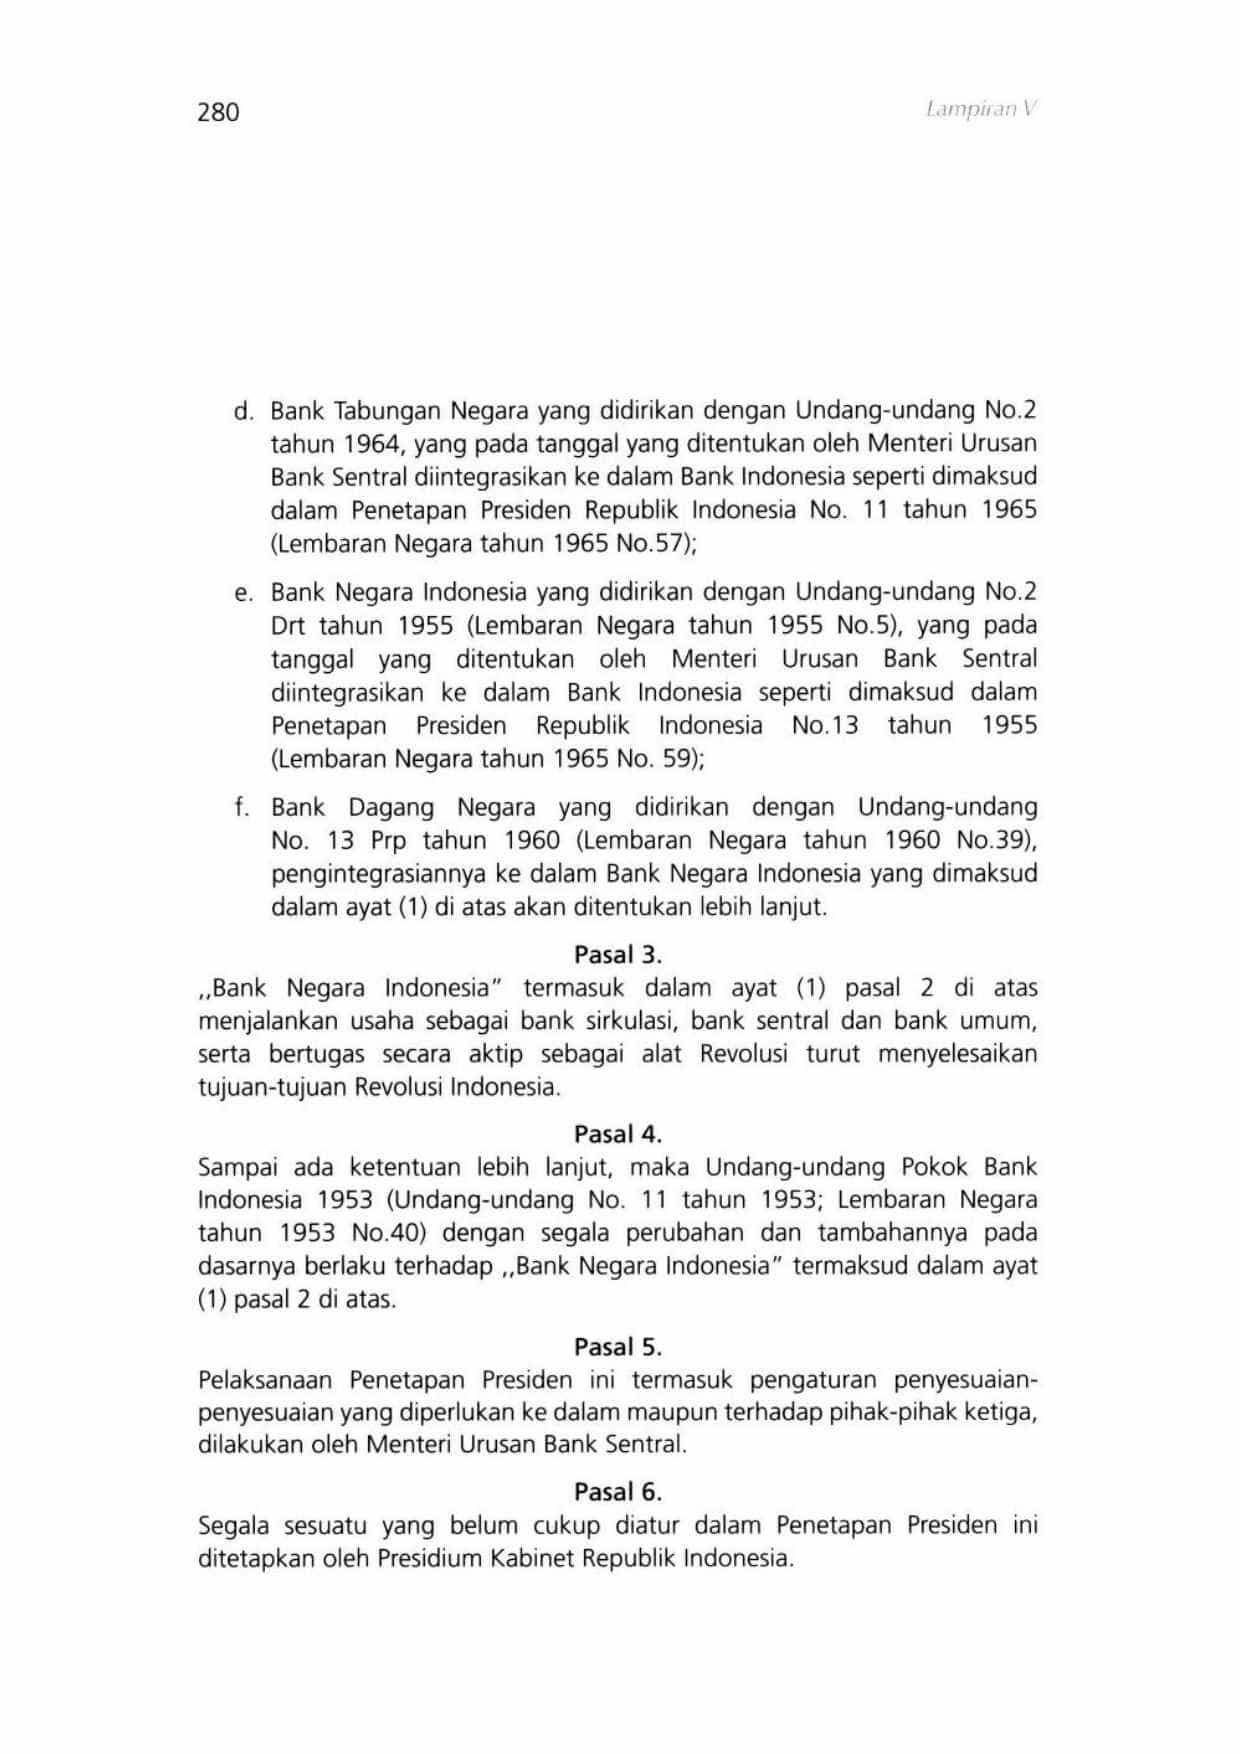 280
Lampiran V
d. Bank Tabungan Negara yang didirikan dengan Undang-undang No.2
tahun 1964, yang pada tanggal yang ditentukan oleh Menteri Urusan
Bank Sentral diintegrasikan ke dalam Bank Indonesia seperti dimaksud
dalam Penetapan Presiden Republik Indonesia No. 11 tahun 1965
(Lembaran Negara tahun 1965 No.57);
e. Bank Negara Indonesia yang didirikan dengan Undang-undang No.2
Drt tahun 1955 (Lembaran Negara tahun 1955 No.5), yang pada
tanggal yang ditentukan oleh Menteri Urusan Bank Sentral
diintegrasikan ke dalam Bank Indonesia seperti dimaksud dalam
Penetapan Presiden Republik Indonesia No.13 tahun 1955
(Lembaran Negara tahun 1965 No. 59);
f. Bank Dagang Negara yang didirikan dengan Undang-undang
No. 13 Prp tahun 1960 (Lembaran Negara tahun 1960 No.39),
pengintegrasiannya ke dalam Bank Negara Indonesia yang dimaksud
dalam ayat (1) di atas akan ditentukan lebih lanjut.
Pasal 3.
,,Bank Negara Indonesia” termasuk dalam ayat (1) pasal 2 di atas
menjalankan usaha sebagai bank sirkulasi, bank sentral dan bank umum,
serta bertugas secara aktip sebagai alat Revolusi turut menyelesaikan
tujuan-tujuan Revolusi Indonesia.
Pasal 4.
Sampai ada ketentuan lebih lanjut, maka Undang-undang Pokok Bank
Indonesia 1953 (Undang-undang No. 11 tahun 1953; Lembaran Negara
tahun 1953 No.40) dengan segala perubahan dan tambahannya pada
dasarnya berlaku terhadap ,,Bank Negara Indonesia” termaksud dalam ayat
(1) pasal 2 di atas.
Pasal 5.
Pelaksanaan Penetapan Presiden ini termasuk pengaturan penyesuaian-
penyesuaian yang diperlukan ke dalam maupun terhadap pihak-pihak ketiga,
dilakukan oleh Menteri Urusan Bank Sentral.
Pasal 6.
Segala sesuatu yang belum cukup diatur dalam Penetapan Presiden ini
ditetapkan oleh Presidium Kabinet Republik Indonesia.